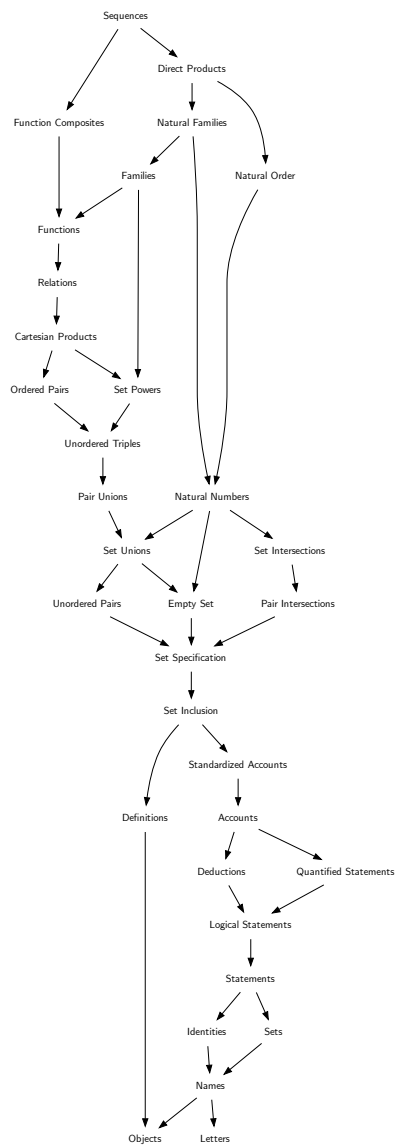 Sequences
Direct Products
Function Composites
Natural Families
Families
Natural Order
Functions
Relations
Cartesian Products
Ordered Pairs
Set Powers
Unordered Triples
Pair Unions
Natural Numbers
Set Unions
Set Intersections
Unordered Pairs
Empty Set
Pair Intersections
Set Specification
Set Inclusion
Standardized Accounts
Definitions
Accounts
Deductions
Quantified Statements
Logical Statements
Statements
Identities
Sets
Names
Objects
Letters